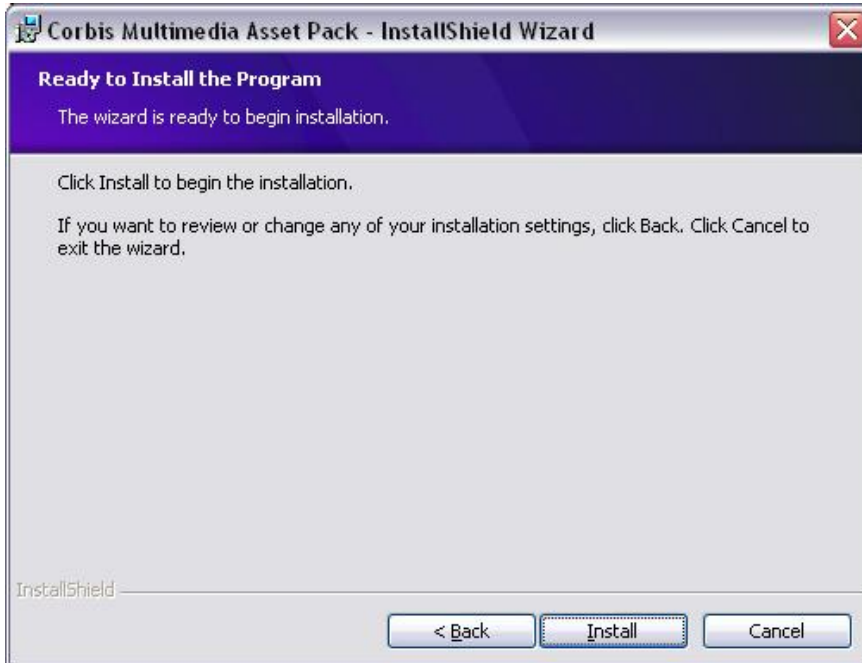 Corbis Multimedia Asset Pack - InstallShield Wizard
Ready to Install the Program
The wizard is ready to begin installation.
Click Install to begin the installation.
If you want to review or change any of your installation settings, click Back. Click Cancel to
exit the wizard.
InstallShield
< Back
Install
Cancel